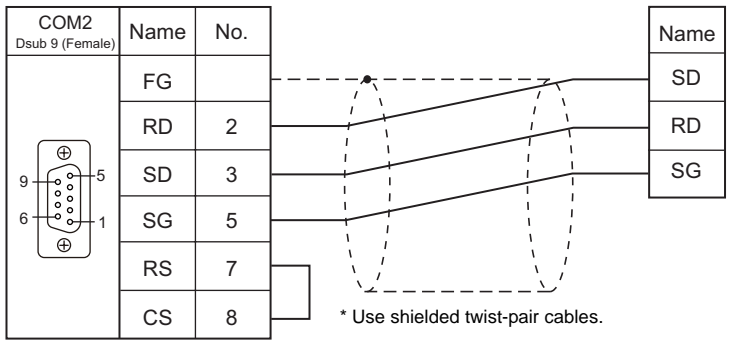 COM2
Dsub 9 (Female)
Name No.
Name
FG
SD
RD 2
RD
9
5
SD 3
SG
6
1
SG 5
RS 7
CS 8
* Use shielded twist-pair cables.